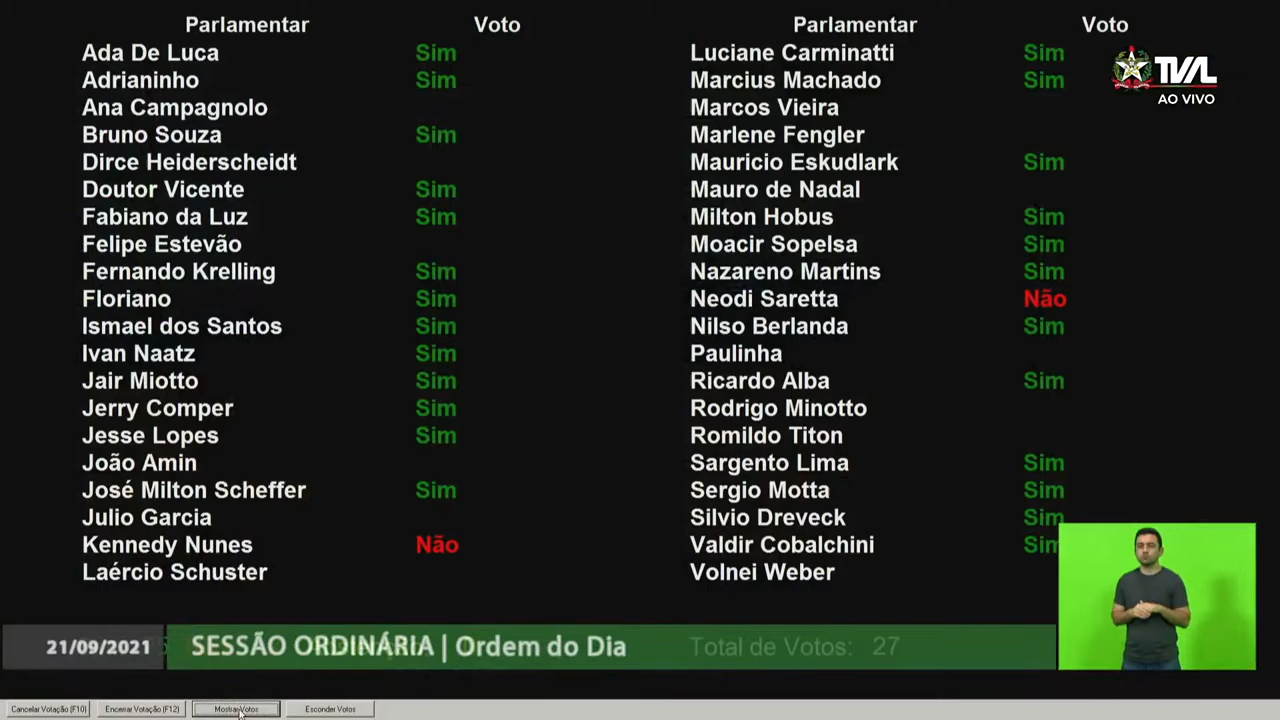 Parlamentar Voto Parlamentar Voto
Ada De Luca Sim Luciane Carminatti Sim
Adrianinho Sim Marcius Machado Sim
TVAL
AO VIVO
Ana Campagnolo Marcos Vieira
Bruno Souza Sim Marlene Fengler
Dirce Heiderscheidt Mauricio Eskudlark Sim
Doutor Vicente Sim Mauro de Nadal
Fabiano da Luz Sim Milton Hobus Sim
Felipe Estevão Moacir Sopelsa Sim
Fernando Krelling Sim Nazareno Martins Sim
Floriano Sim Neodi Saretta Não
Ismael dos Santos Sim Nilso Berlanda Sim
Ivan Naatz Sim Paulinha
Jair Miotto Sim Ricardo Alba Sim
Jerry Comper Sim Rodrigo Minotto
Jesse Lopes Sim Romildo Titon
João Amin Sargento Lima Sim
José Milton Scheffer Sim Sergio Motta Sim
Julio Garcia Silvio Dreveck Sim
Kennedy Nunes Não Valdir Cobalchini Sim
Laércio Schuster Volnei Weber
21/09/2021 SESSÃO ORDINÁRIA | Ordem do Dia Total de Votos: 27
Cancelar Votação (F10) Encerrar Votação (F12) Mostrar Votos Esconder Votos